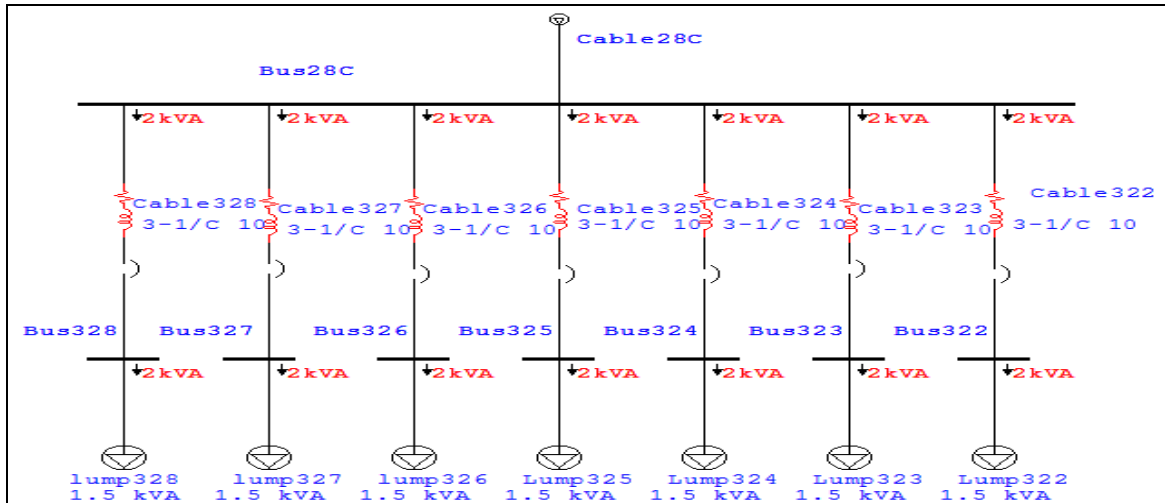 Cable28C
Bus28C
2kVA 2kVA 2kVA 2kVA 2kVA 2kVA 2kVA
Cable328 Cable327 Cable326 Cable325 Cable324 Cable323 Cable322
3-1/C 10 3-1/C 10 3-1/C 10 3-1/C 10 3-1/C 10 3-1/C 10 3-1/C 10
Bus328 Bus327 Bus326 Bus325 Bus324 Bus323 Bus322
2kVA 2kVA 2kVA 2kVA 2kVA 2kVA 2kVA
lump328 lump327 lump326 Lump325 Lump324 Lump323 Lump322
1.5 kVA 1.5 kVA 1.5 kVA 1.5 kVA 1.5 kVA 1.5 kVA 1.5 kVA